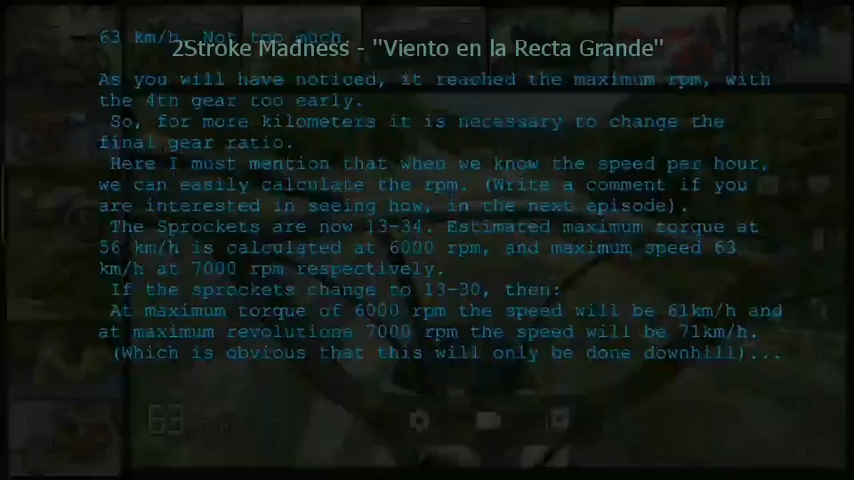 63 km/h. Not too much.
2Stroke Madness - "Viento en la Recta Grande"
As you will have noticed, it reached the maximum rpm, with
the 4th gear too early.
So, for more kilometers it is necessary to change the
final gear ratio.
Here I must mention that when we know the speed per hour,
we can easily calculate the rpm. (Write a comment if you
are interested in seeing how, in the next episode).
The Sprockets are now 13-34. Estimated maximum torque at
56 km/h is calculated at 6000 rpm, and maximum speed 63
km/h at 7000 rpm respectively.
If the sprockets change to 13-30, then:
At maximum torque of 6000 rpm the speed will be 61km/h and
at maximum revolutions 7000 rpm the speed will be 71km/h.
(Which is obvious that this will only be done downhill)...
63